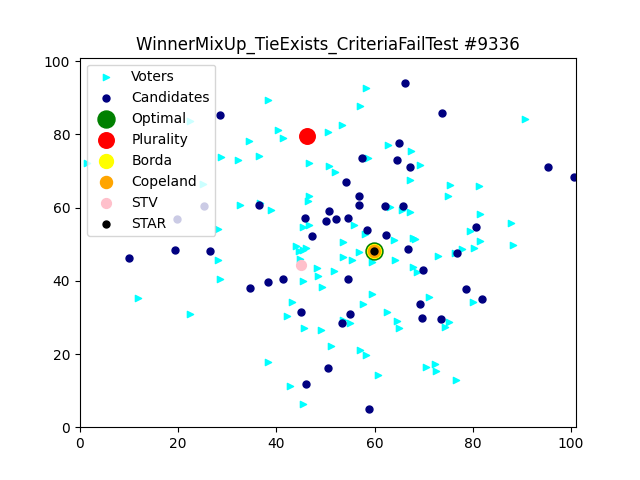 WinnerMixUp_TieExists_CriteriaFailTest #9336
100
80
60
40
20
0
Voters
Candidates
Optimal
Plurality
Borda
Copeland
STV
STAR
0 20 40 60 80 100